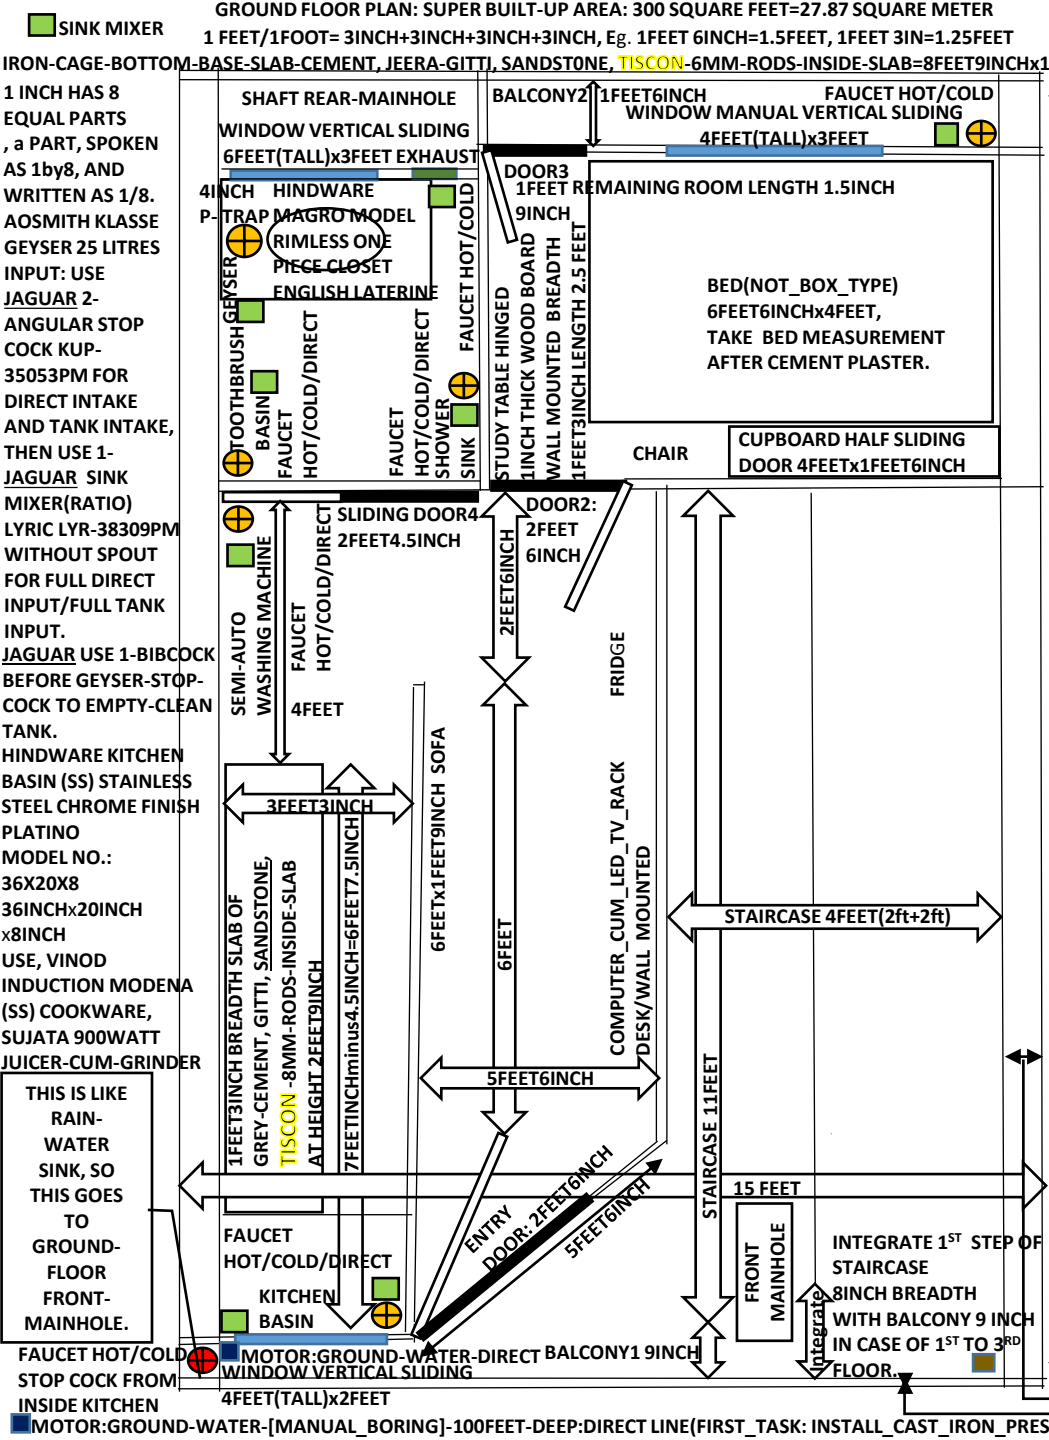 GROUND FLOOR PLAN: SUPER BUILT-UP AREA: 300 SQUARE FEET=27.87 SQUARE METER
SINK MIXER
1 FEET/1FOOT= 3INCH+3INCH+3INCH+3INCH, Eg. 1FEET 6INCH=1.5FEET, 1FEET 3IN=1.25FEET
IRON-CAGE-BOTTOM-BASE-SLAB-CEMENT, JEERA-GITTI, SANDST0NE, TISCON-6MM-RODS-INSIDE-SLAB=8FEET9INCHx1
1 INCH HAS 8
EQUAL PARTS
, a PART, SPOKEN
AS 1by8, AND
WRITTEN AS 1/8.
AOSMITH KLASSE
GEYSER 25 LITRES
INPUT: USE
JAGUAR 2-
ANGULAR STOP
COCK KUP-
35053PM FOR
DIRECT INTAKE
AND TANK INTAKE,
THEN USE 1-
JAGUAR SINK
MIXER(RATIO)
LYRIC LYR-38309PM
WITHOUT SPOUT
FOR FULL DIRECT
INPUT/FULL TANK
INPUT.
JAGUAR USE 1-BIBCOCK
BEFORE GEYSER-STOP-
COCK TO EMPTY-CLEAN
TANK.
HINDWARE KITCHEN
BASIN (SS) STAINLESS
STEEL CHROME FINISH
PLATINO
MODEL NO.:
36X20X8
36INCHx20INCH
x8INCH
USE, VINOD
INDUCTION MODENA
(SS) COOKWARE,
SUJATA 900WATT
JUICER-CUM-GRINDER
THIS IS LIKE
RAIN-
WATER
SINK, SO
THIS GOES
TO
GROUND-
FLOOR
FRONT-
MAINHOLE.
FAUCET HOT/COLD
STOP COCK FROM
INSIDE KITCHEN
SHAFT REAR-MAINHOLE
WINDOW VERTICAL SLIDING
6FEET(TALL)x3FEET EXHAUST
BALCONY2 1FEET6INCH
FAUCET HOT/COLD
WINDOW MANUAL VERTICAL SLIDING
4FEET(TALL)x3FEET
4INCH
P- TRAP
HINDWARE
MAGRO MODEL
RIMLESS ONE
PIECE CLOSET
ENGLISH LATERINE
DOOR3
1FEET
9INCH
REMAINING ROOM LENGTH 1.5INCH
GEYSER
FAUCET HOT/COLD
TOOTHBRUSH
BASIN
FAUCET
HOT/COLD/DIRECT
FAUCET
HOT/COLD/DIRECT
SHOWER
SINK
STUDY TABLE HINGED
1INCH THICK WOOD BOARD
WALL MOUNTED BREADTH
1FEET3INCH LENGTH 2.5 FEET
BED(NOT_BOX_TYPE)
6FEET6INCHx4FEET,
TAKE BED MEASUREMENT
AFTER CEMENT PLASTER.
CHAIR
CUPBOARD HALF SLIDING
DOOR 4FEETx1FEET6INCH
SLIDING DOOR4
2FEET4.5INCH
DOOR2:
2FEET
6INCH
2FEET6INCH
SEMI-AUTO
WASHING MACHINE
FAUCET
HOT/COLD/DIRECT
4FEET
FRIDGE
3FEET3INCH
6FEETx1FEET9INCH SOFA
6FEET
COMPUTER_CUM_LED_TV_RACK
DESK/WALL MOUNTED
STAIRCASE 4FEET(2ft+2ft)
1FEET3INCH BREADTH SLAB OF
GREY-CEMENT, GITTI, SANDSTONE,
TISCON -8MM-RODS-INSIDE-SLAB
AT HEIGHT 2FEET9INCH
7FEETINCHminus4.5INCH=6FEET7.5INCH
5FEET6INCH
STAIRCASE 11FEET
15 FEET
ENTRY
DOOR: 2FEET6INCH
5FEET6INCH
FAUCET
HOT/COLD/DIRECT
KITCHEN
BASIN
FRONT
MAINHOLE
Integrate
INTEGRATE 1ST STEP OF
STAIRCASE
8INCH BREADTH
WITH BALCONY 9 INCH
IN CASE OF 1ST TO 3RD
FLOOR.
MOTOR:GROUND-WATER-DIRECT
BALCONY1 9INCH
WINDOW VERTICAL SLIDING
4FEET(TALL)x2FEET
MOTOR:GROUND-WATER-[MANUAL_BORING]-100FEET-DEEP:DIRECT LINE(FIRST_TASK: INSTALL_CAST_IRON_PRES